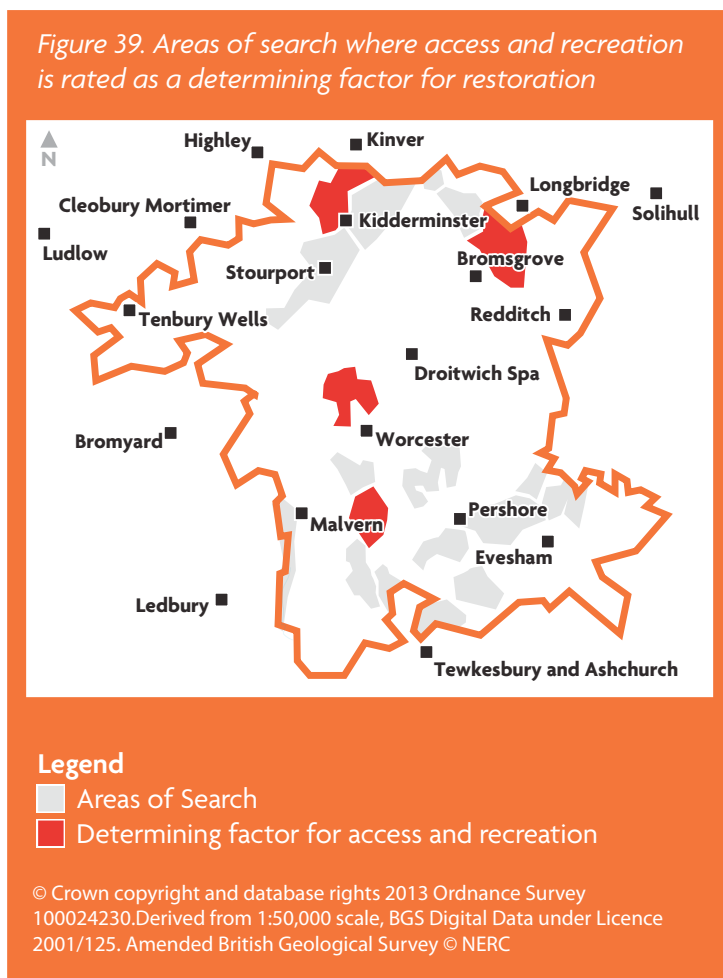 Figure 39. Areas of search where access and recreation
is rated as a determining factor for restoration
N
Highley
Kinver
Longbridge
Solihull
Cleobury Mortimer
Kidderminster
Ludlow
Stourport
Bromsgrove
Tenbury Wells
Redditch
Droitwich Spa
Bromyard
Worcester
Malvern
Pershore
Evesham
Ledbury
Tewkesbury and Ashchurch
Legend
Areas of Search
Determining factor for access and recreation
© Crown copyright and database rights 2013 Ordnance Survey
100024230.Derived from 1:50,000 scale, BGS Digital Data under Licence
2001/125. Amended British Geological Survey © NERC